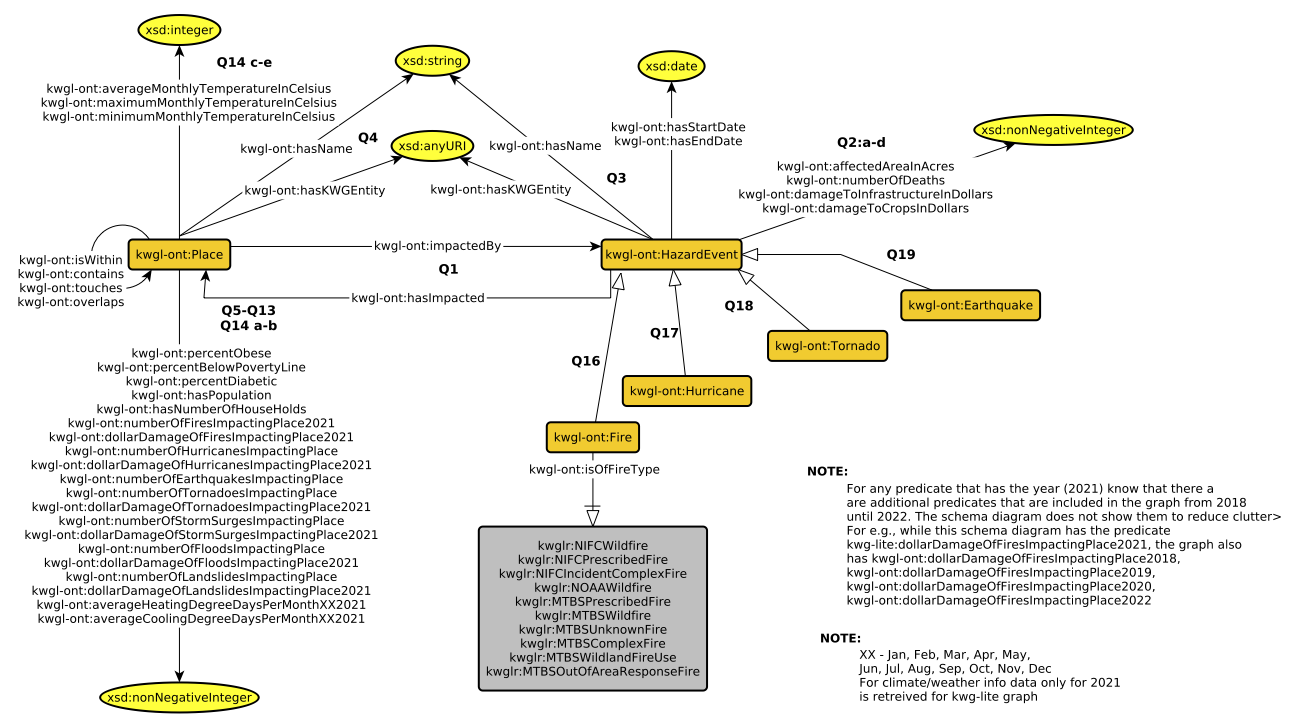 xsd:integer
Q14 c-e
kwgl-ont:averageMonthlyTemperatureInCelsius
kwgl-ont:maximumMonthlyTemperatureInCelsius
kwgl-ont:minimumMonthlyTemperatureInCelsius
xsd:string
kwgl-ont:hasName
Q4
xsd:anyURI
kwgl-ont:hasKWGEntity
kwgl-ont:hasName
kwgl-ont:hasKWGEntity
Q3
xsd:date
kwgl-ont:hasStartDate
kwgl-ont:hasEndDate
xsd:nonNegativeInteger
Q2:a-d
kwgl-ont:affectedAreaInAcres
kwgl-ont:numberOfDeaths
kwgl-ont:damageToInfrastructureInDollars
kwgl-ont:damageToCropsInDollars
kwgl-ont:Place
kwgl-ont:isWithin
kwgl-ont:contains
kwgl-ont:touches
kwgl-ont:overlaps
kwgl-ont:impactedBy
Q1
kwgl-ont:hasImpacted
kwgl-ont:HazardEvent
Q19
kwgl-ont:Earthquake
Q18
kwgl-ont:Tornado
Q17
kwgl-ont:Hurricane
Q16
kwgl-ont:Fire
kwgl-ont:isOfFireType
kwglr:NIFCWildfire
kwglr:NIFCPrescribedFire
kwglr:NIFCIncidentComplexFire
kwglr:NOAAWildfire
kwglr:MTBSPrescribedFire
kwglr:MTBSWildfire
kwglr:MTBSUnknownFire
kwglr:MTBSComplexFire
kwglr:MTBSWildlandFireUse
kwglr:MTBSOutOfAreaResponseFire
Q5-Q13
Q14 a-b
kwgl-ont:percentObese
kwgl-ont:percentBelowPovertyLine
kwgl-ont:percentDiabetic
kwgl-ont:hasPopulation
kwgl-ont:hasNumberOfHouseHolds
kwgl-ont:numberOfFiresImpactingPlace2021
kwgl-ont:dollarDamageOfFiresImpactingPlace2021
kwgl-ont:numberOfHurricanesImpactingPlace
kwgl-ont:dollarDamageOfHurricanesImpactingPlace2021
kwgl-ont:numberOfEarthquakesImpactingPlace
kwgl-ont:numberOfTornadoesImpactingPlace
kwgl-ont:dollarDamageOfTornadoesImpactingPlace2021
kwgl-ont:numberOfStormSurgesImpactingPlace
kwgl-ont:dollarDamageOfStormSurgesImpactingPlace2021
kwgl-ont:numberOfFloodsImpactingPlace
kwgl-ont:dollarDamageOfFloodsImpactingPlace2021
kwgl-ont:numberOfLandslidesImpactingPlace
kwgl-ont:dollarDamageOfLandslidesImpactingPlace2021
kwgl-ont:averageHeatingDegreeDaysPerMonthXX2021
kwgl-ont:averageCoolingDegreeDaysPerMonthXX2021
xsd:nonNegativeInteger
NOTE:
For any predicate that has the year (2021) know that there a
are additional predicates that are included in the graph from 2018
until 2022. The schema diagram does not show them to reduce clutter>
For e.g., while this schema diagram has the predicate
kwg-lite:dollarDamageOfFiresImpactingPlace2021, the graph also
has kwgl-ont:dollarDamageOfFiresImpactingPlace2018,
kwgl-ont:dollarDamageOfFiresImpactingPlace2019,
kwgl-ont:dollarDamageOfFiresImpactingPlace2020,
kwgl-ont:dollarDamageOfFiresImpactingPlace2022
NOTE:
XX - Jan, Feb, Mar, Apr, May,
Jun, Jul, Aug, Sep, Oct, Nov, Dec
For climate/weather info data only for 2021
is retreived for kwg-lite graph